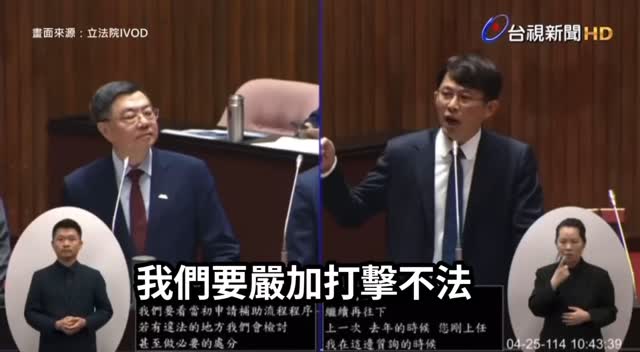 畫面來源：立法院IVOD
台視新聞HD
我們要嚴加打擊不法
我們要看當初申請補助流程程序
若有違法的地方我們會檢討
甚至做必要的處分
繼續再往下
上一次 去年的時候 您剛上任
我在這邊質詢的時候
04-25-114 10:43:39